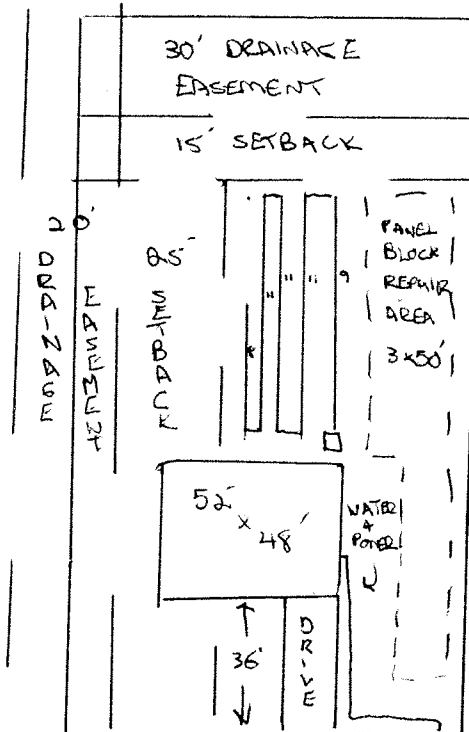 30' DRAINAGE
EASEMENT
15' SETBACK
20'
DRAINAGE
EASEMENT
25'
SETBACK
PANEL
BLOCK
REPAIR
AREA
3x50'
52'
x
48'
WATER
&
POWER
36'
DRIVE